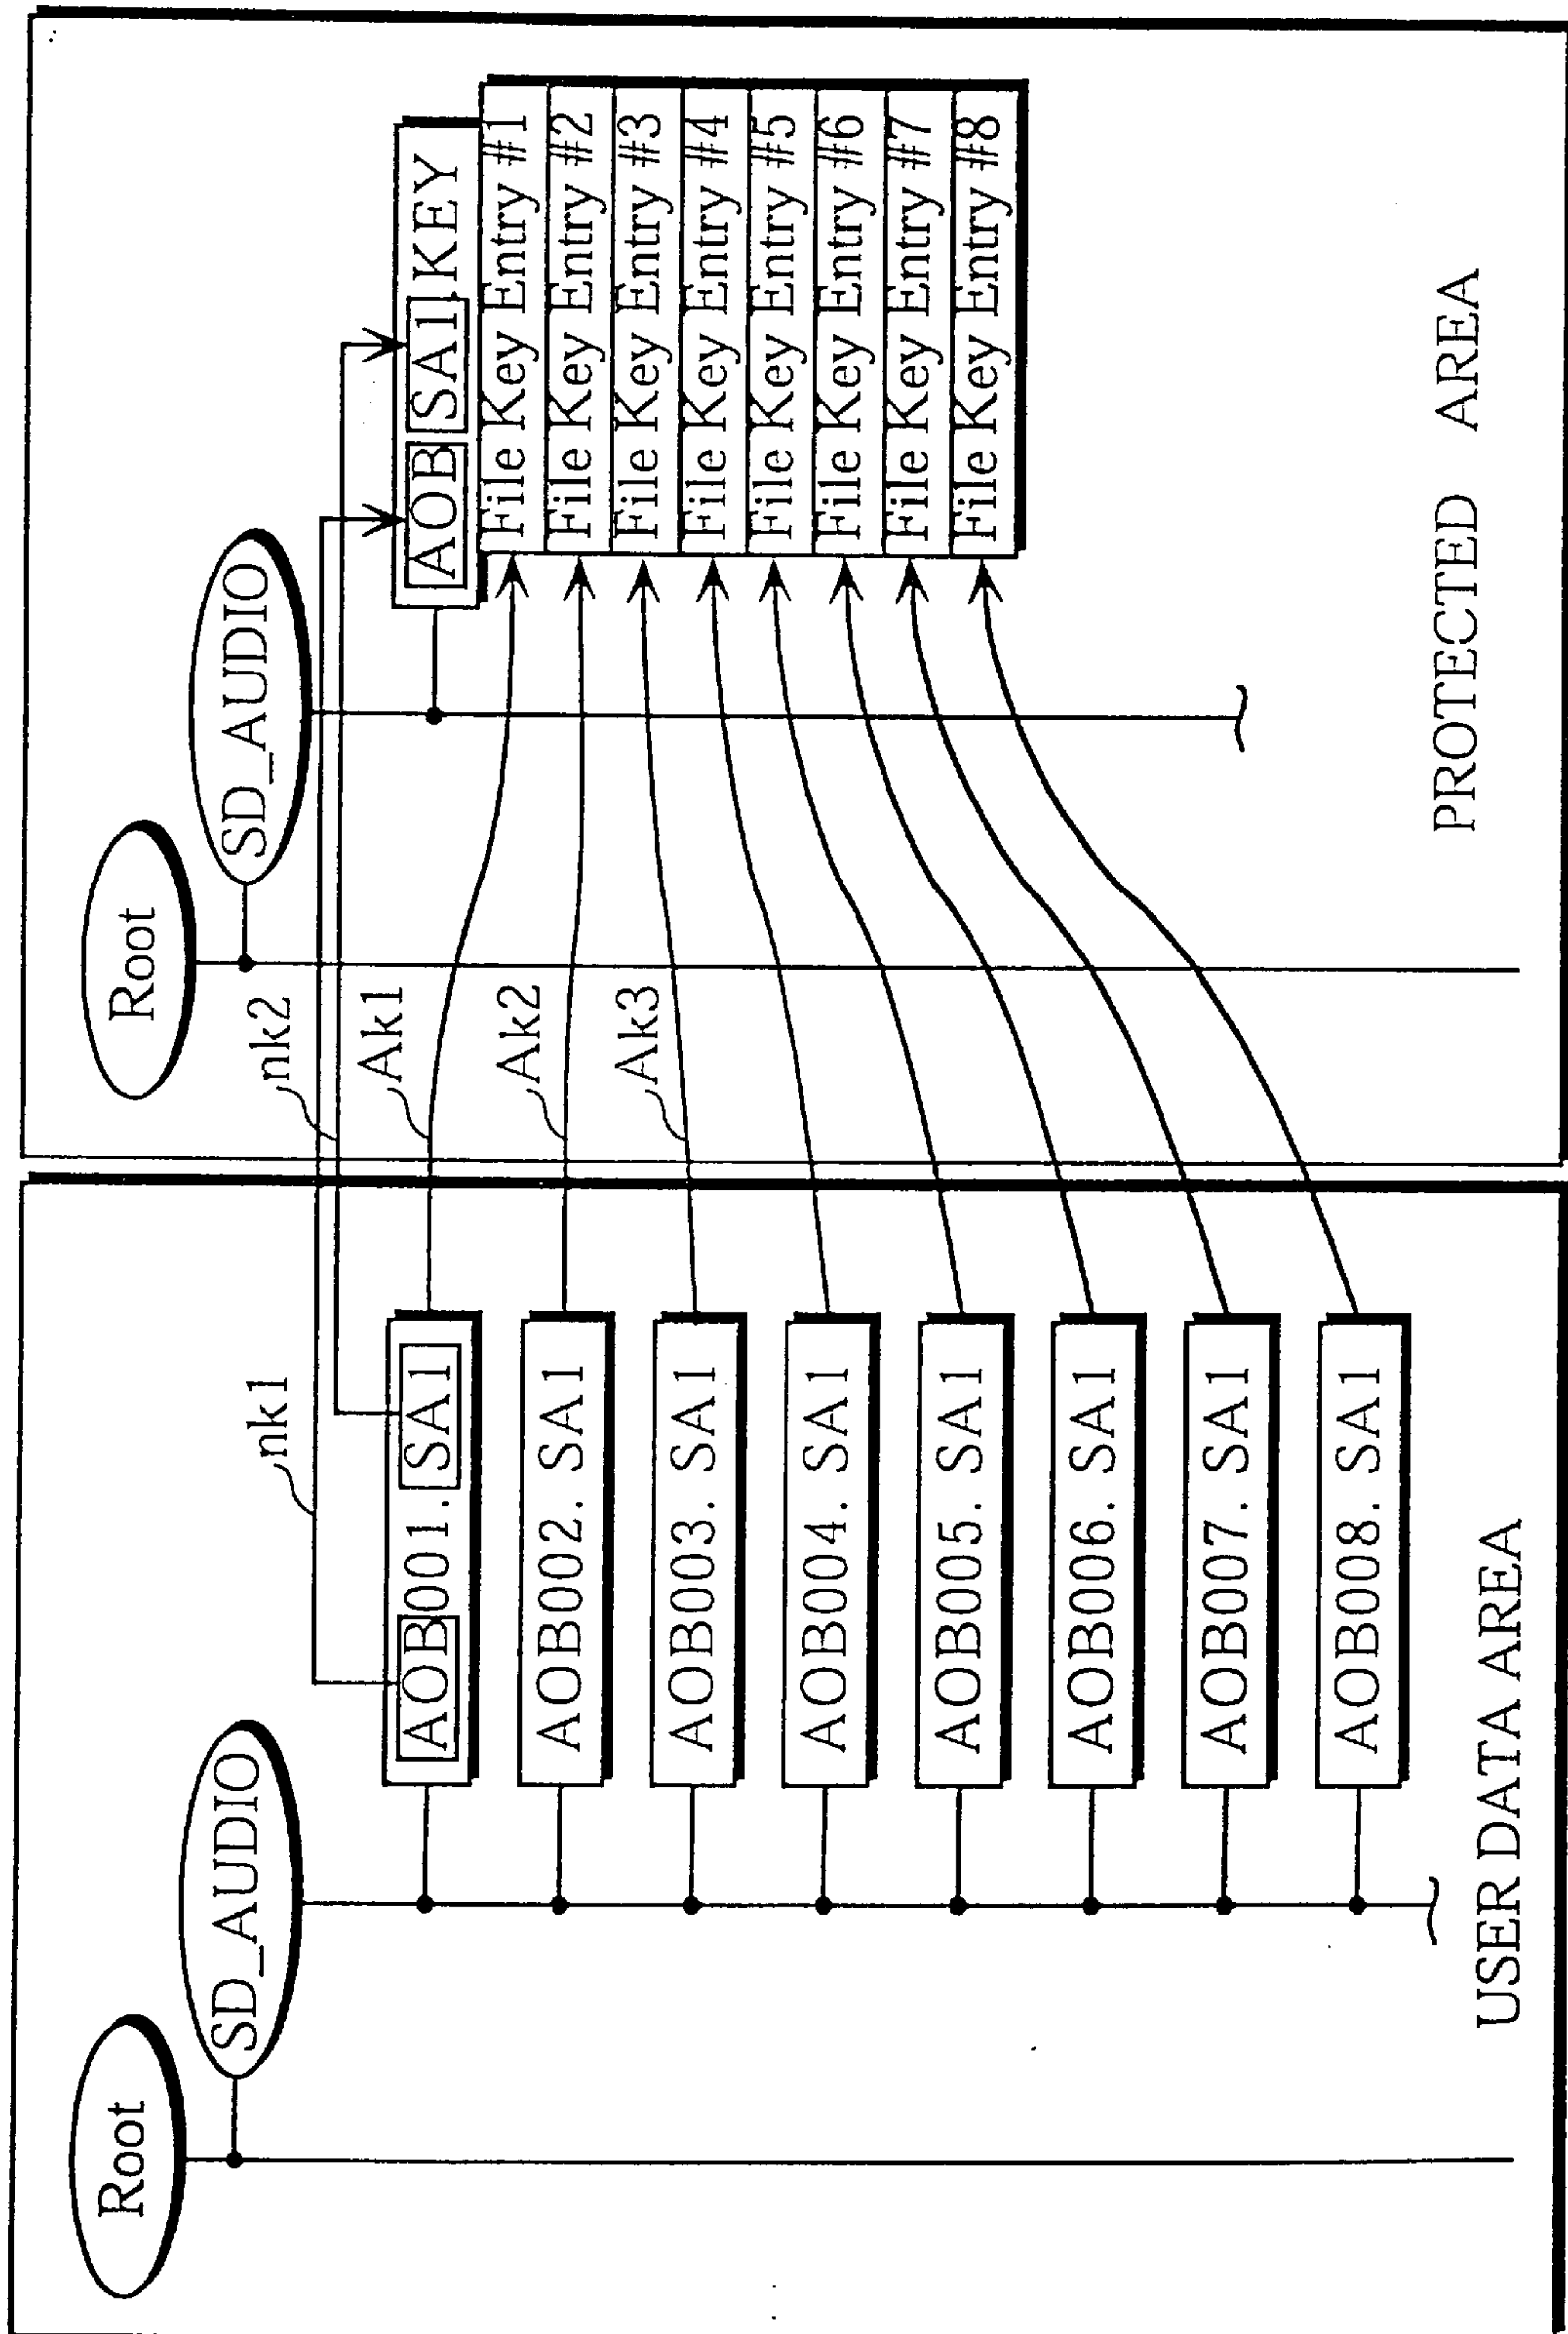 Root
SD_AUDIO
nk1
AOB001.SA1
AOB002.SA1
AOB003.SA1
AOB004.SA1
AOB005.SA1
AOB006.SA1
AOB007.SA1
AOB008.SA1
USER DATA AREA
Root
SD_AUDIO
nk2
Ak1
Ak2
Ak3
AOBSA1.KEY
File Key Entry #1
File Key Entry #2
File Key Entry #3
File Key Entry #4
File Key Entry #5
File Key Entry #6
File Key Entry #7
File Key Entry #8
PROTECTED AREA